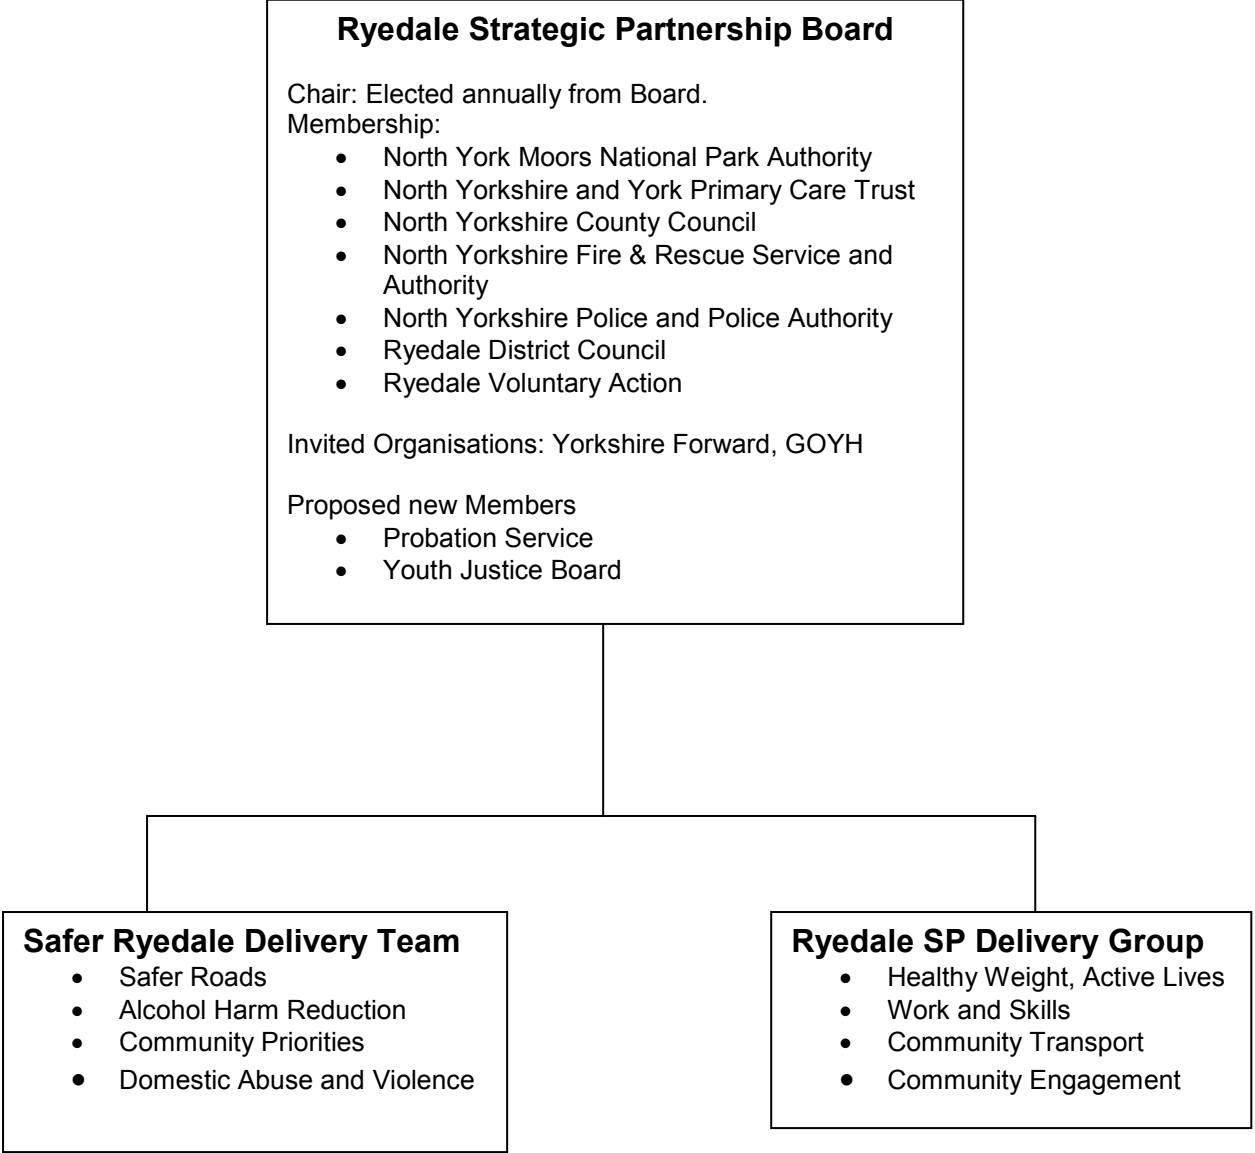 Ryedale Strategic Partnership Board
Chair: Elected annually from Board.
Membership:
• North York Moors National Park Authority
• North Yorkshire and York Primary Care Trust
• North Yorkshire County Council
• North Yorkshire Fire & Rescue Service and
Authority
• North Yorkshire Police and Police Authority
• Ryedale District Council
• Ryedale Voluntary Action
Invited Organisations: Yorkshire Forward, GOYH
Proposed new Members
• Probation Service
• Youth Justice Board
Safer Ryedale Delivery Team
• Safer Roads
• Alcohol Harm Reduction
• Community Priorities
• Domestic Abuse and Violence
Ryedale SP Delivery Group
• Healthy Weight, Active Lives
• Work and Skills
• Community Transport
• Community Engagement